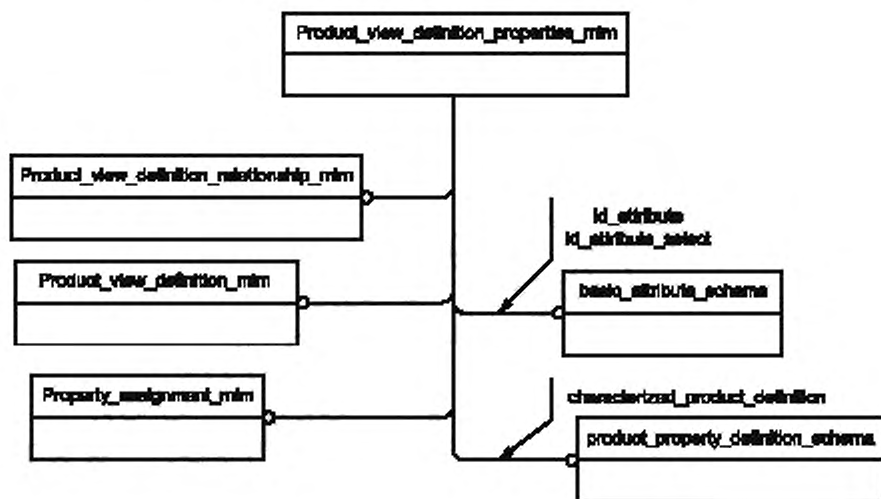 Product_view_definition_properties_mim
Product_view_definition_relationship_mim
id_attribute
id_attribute_select
Product_view_definition_mim
basic_attribute_schema
Property_assignment_mim
characterized_product_definition
product_property_definition_schema